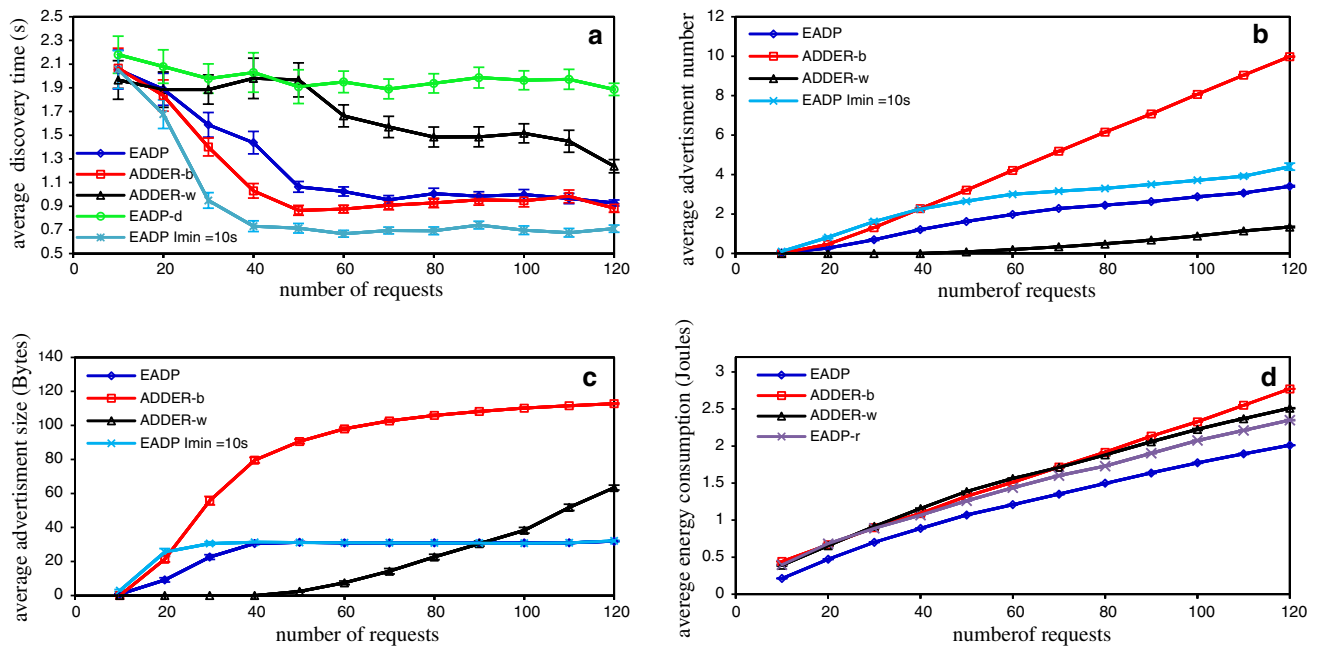 a
average discovery time (s)
2.5
2.3
2.1
1.9
1.7
1.5
1.3
1.1
0.9
0.7
0.5
EADP
ADDER-b
ADDER-w
EADP-d
EADP Imin =10s
0 20 40 60 80 100 120
number of requests
b
average advertisment number
12
10
8
6
4
2
0
EADP
ADDER-b
ADDER-w
EADP Imin =10s
0 20 40 60 80 100 120
numberof requests
c
average advertisment size (Bytes)
140
120
100
80
60
40
20
0
EADP
ADDER-b
ADDER-w
EADP Imin =10s
0 20 40 60 80 100 120
number of requests
d
averege energy consumption (Joules)
3
2.5
2
1.5
1
0.5
0
EADP
ADDER-b
ADDER-w
EADP-r
0 20 40 60 80 100 120
numberof requests